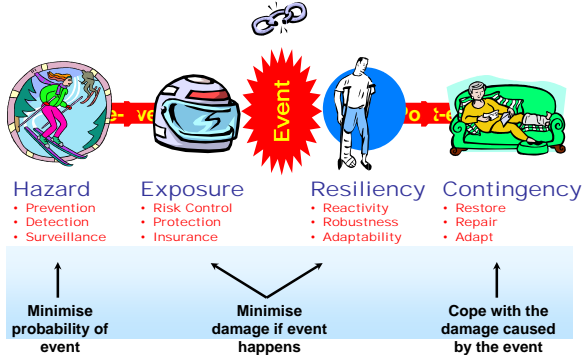 Event
Hazard
• Prevention
• Detection
• Surveillance
Exposure
• Risk Control
• Protection
• Insurance
Resiliency
• Reactivity
• Robustness
• Adaptability
Contingency
• Restore
• Repair
• Adapt
Minimise
probability of
event
Minimise
damage if event
happens
Cope with the
damage caused
by the event